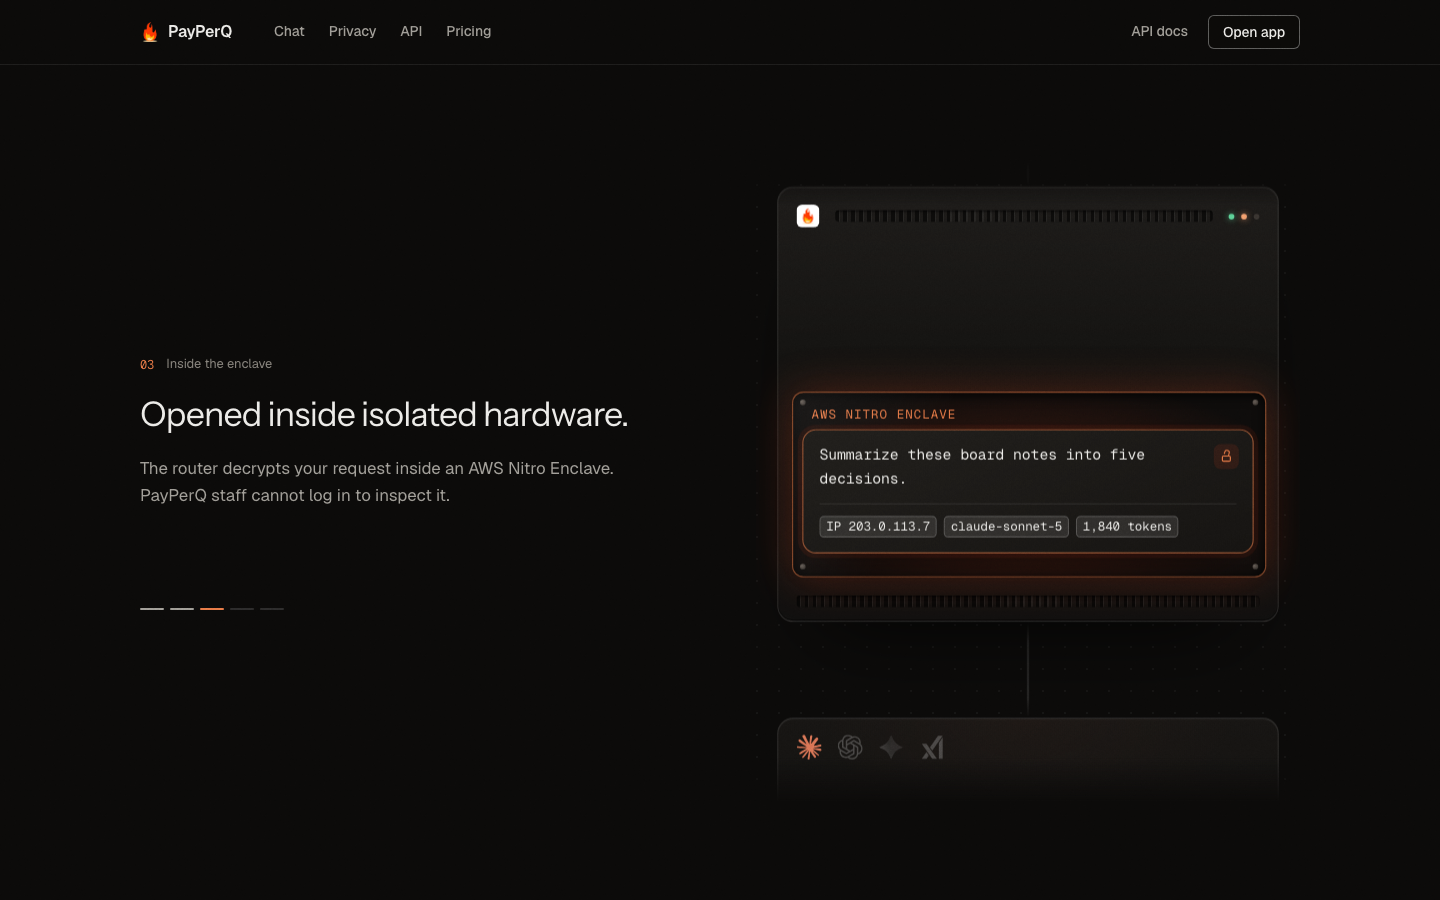 PayPerQ
Chat
Privacy
API
Pricing
API docs
Open app
03 Inside the enclave
Opened inside isolated hardware.
The router decrypts your request inside an AWS Nitro Enclave.
PayPerQ staff cannot log in to inspect it.
AWS NITRO ENCLAVE
Summarize these board notes into five
decisions.
IP 203.0.113.7
claude-sonnet-5
1,840 tokens